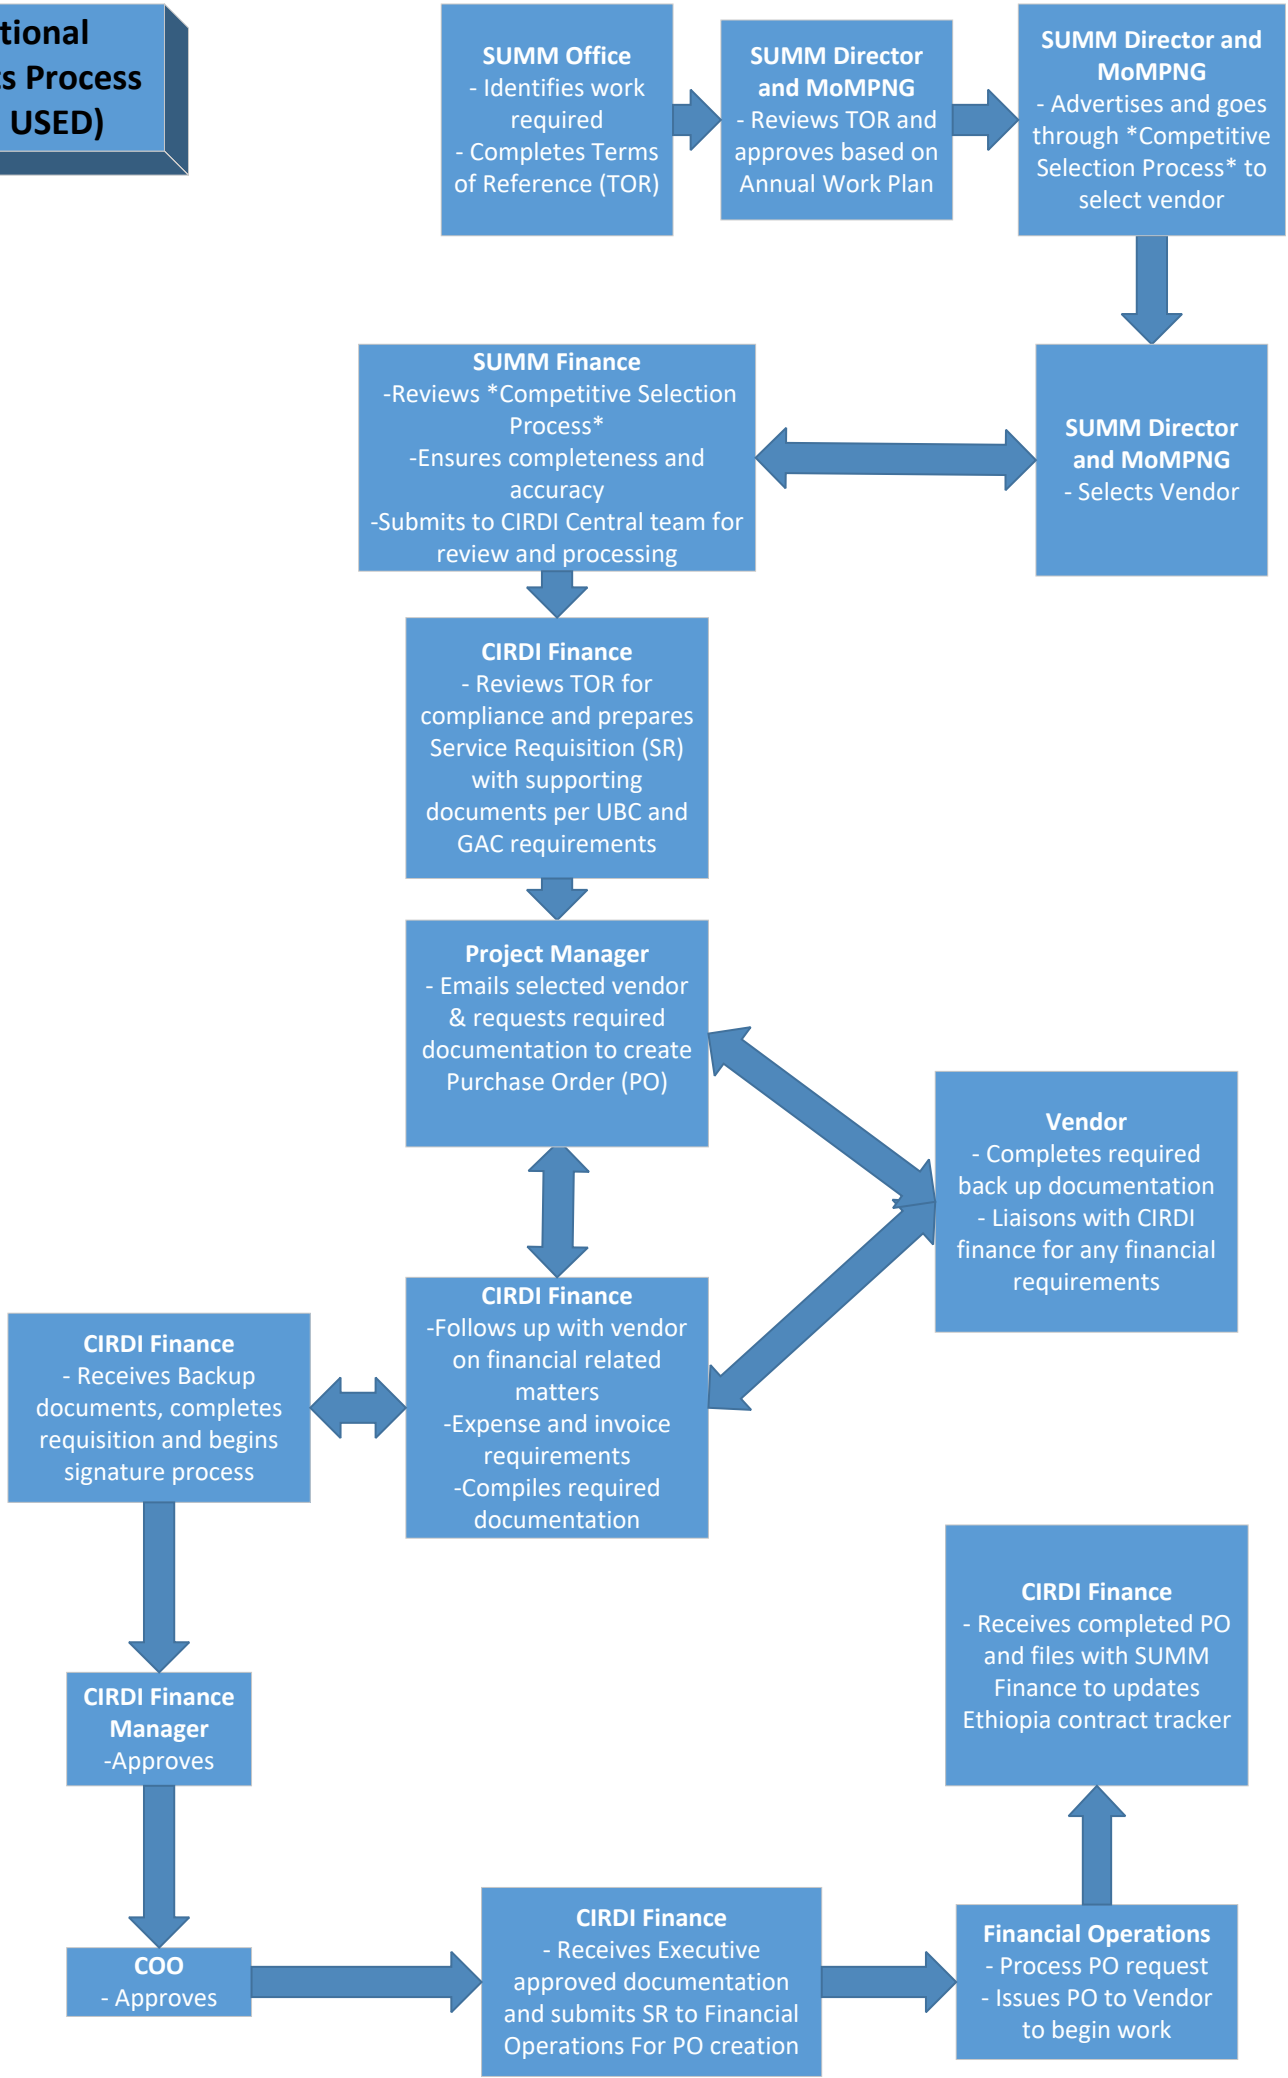 tional
ts Process
USED)
SUMM Office
- Identifies work
required
- Completes Terms
of Reference (TOR)
SUMM Director
and MoMPNG
- Reviews TOR and
approves based on
Annual Work Plan
SUMM Director and
MoMPNG
- Advertises and goes
through *Competitive
Selection Process* to
select vendor
SUMM Finance
-Reviews *Competitive Selection
Process*
-Ensures completeness and
accuracy
-Submits to CIRDI Central team for
review and processing
SUMM Director
and MoMPNG
- Selects Vendor
CIRDI Finance
- Reviews TOR for
compliance and prepares
Service Requisition (SR)
with supporting
documents per UBC and
GAC requirements
Project Manager
- Emails selected vendor
& requests required
documentation to create
Purchase Order (PO)
Vendor
- Completes required
back up documentation
- Liaisons with CIRDI
finance for any financial
requirements
CIRDI Finance
-Follows up with vendor
on financial related
matters
-Expense and invoice
requirements
-Compiles required
documentation
CIRDI Finance
- Receives Backup
documents, completes
requisition and begins
signature process
CIRDI Finance
- Receives completed PO
and files with SUMM
Finance to updates
Ethiopia contract tracker
CIRDI Finance
Manager
-Approves
COO
- Approves
CIRDI Finance
- Receives Executive
approved documentation
and submits SR to Financial
Operations For PO creation
Financial Operations
- Process PO request
- Issues PO to Vendor
to begin work